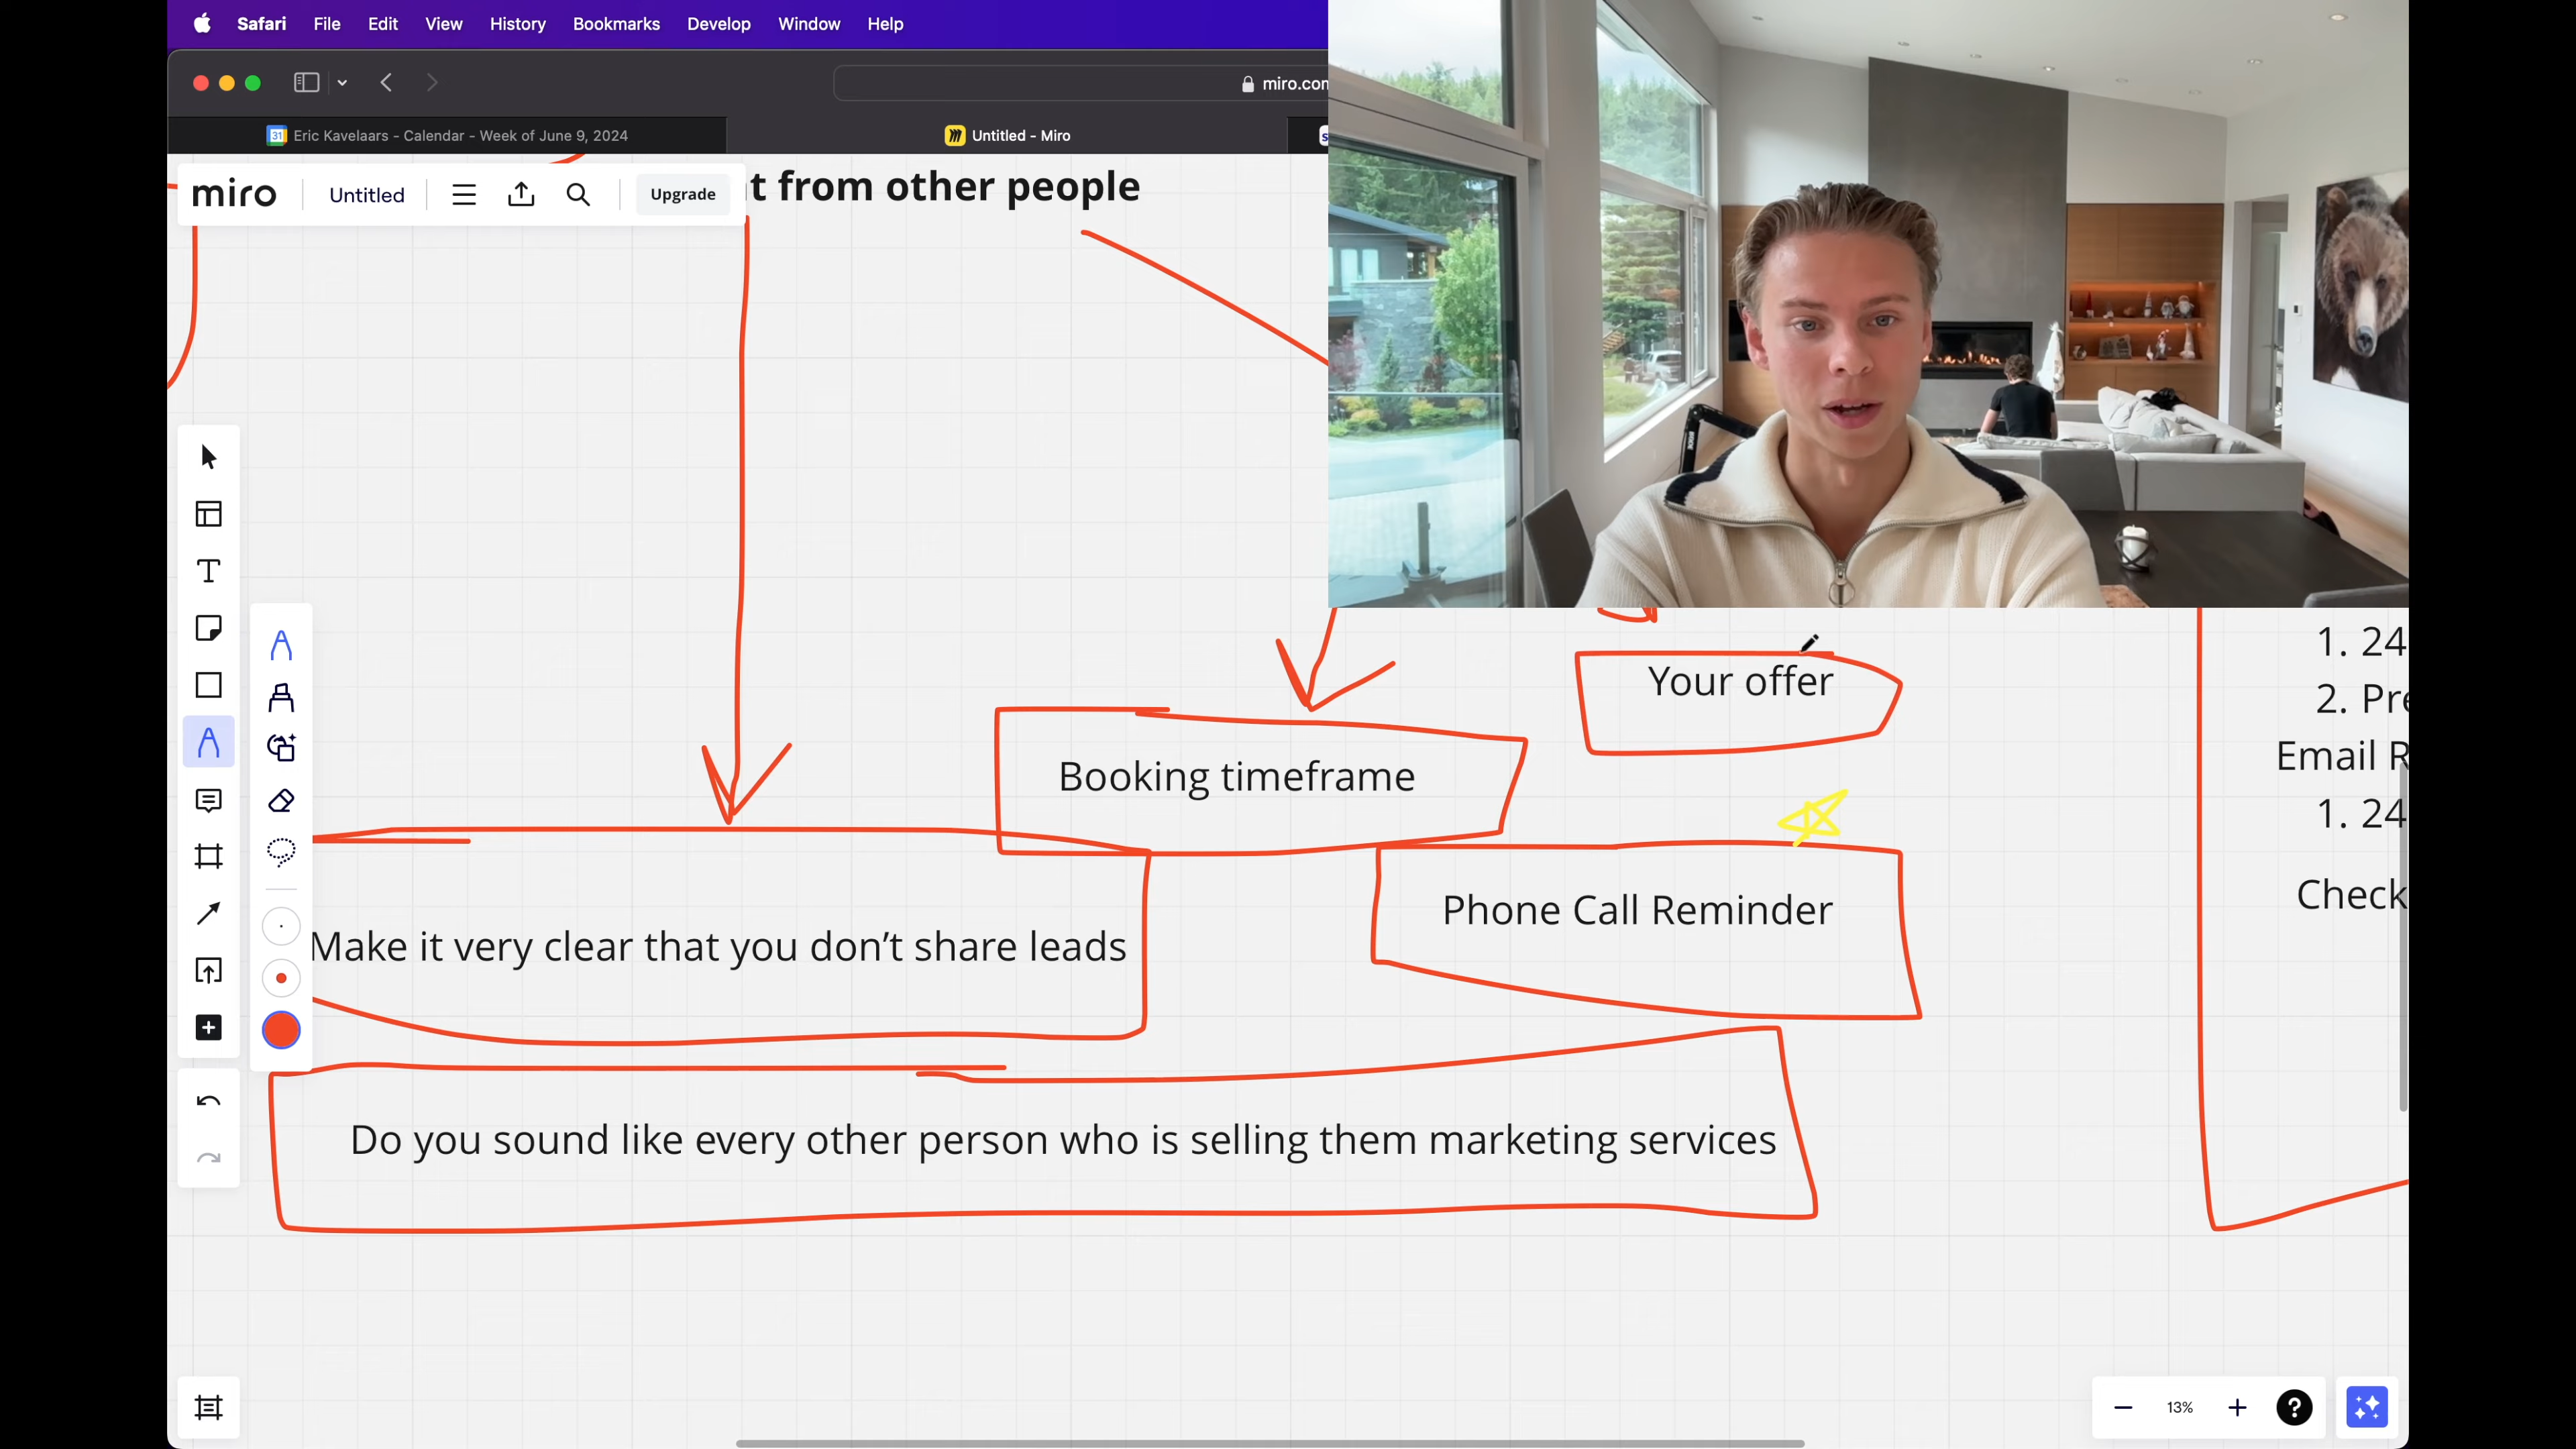 Safari File Edit View History Bookmarks Develop Window Help
miro.com
31 Eric Kavelaars - Calendar - Week of June 9, 2024
Untitled - Miro
miro Untitled Upgrade
t from other people
Your offer
Booking timeframe
Phone Call Reminder
Make it very clear that you don't share leads
Do you sound like every other person who is selling them marketing services
1. 24
2. Pre
Email R
1. 24
Check
13%